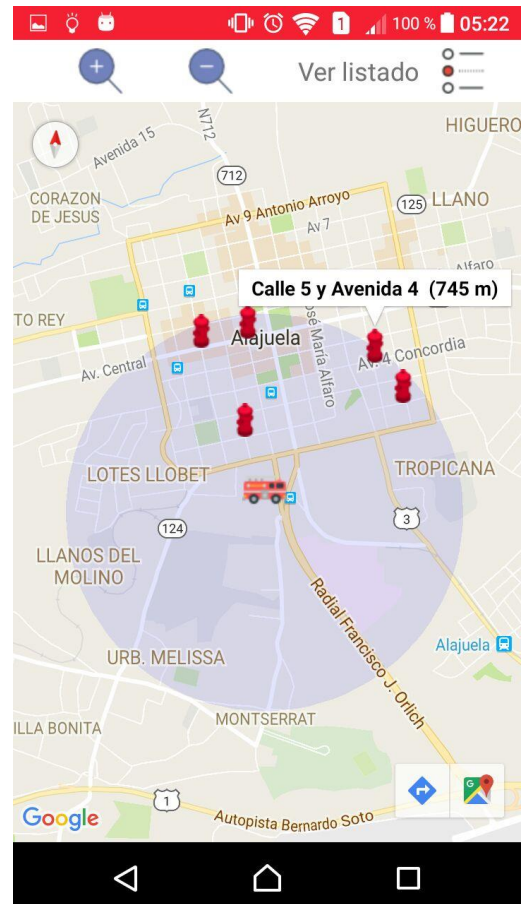 1
100 %
05:22
Ver listado
HIGUERO
N712
Avenida 15
712
CORAZON
DE JESUS
Av 9 Antonio Arroyo
125
LLANO
Av 7
Alfaro
Calle 5 y Avenida 4 (745 m)
TO REY
Alajuela
José María Alfaro
Av. 4 Concordia
Av. Central
LOTES LLOBET
TROPICANA
124
3
LLANOS DEL
MOLINO
Radial Francisco J. Orlich
Alajuela
URB. MELISSA
MONTSERRAT
ILLA BONITA
1
Google
Autopista Bernardo Soto
G